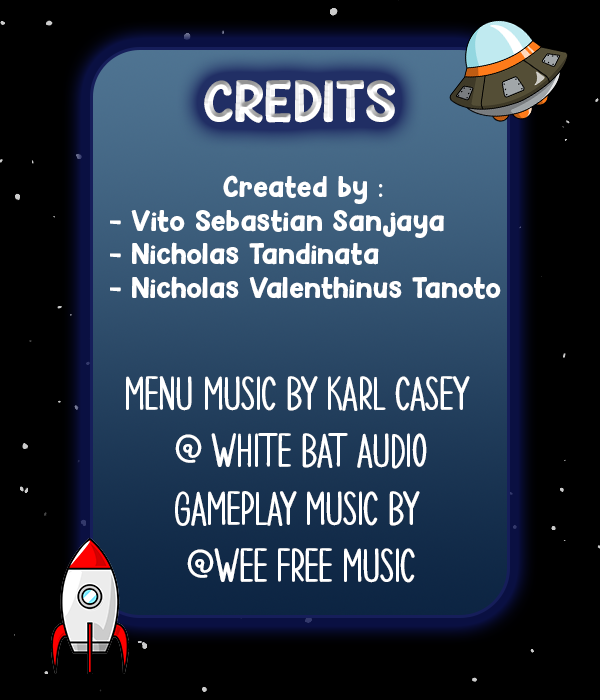 CREDITS
Created by :
- Vito Sebastian Sanjaya
- Nicholas Tandinata
- Nicholas Valenthinus Tanoto
MENU MUSIC BY KARL CASEY
@ WHITE BAT AUDIO
GAMEPLAY MUSIC BY
@WEE FREE MUSIC